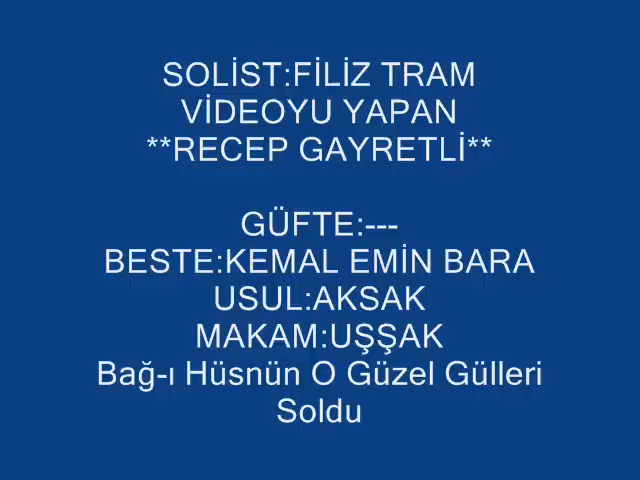 SOLİST:FİLİZ TRAM
VİDEOYU YAPAN
**RECEP GAYRETLİ**
GÜFTE:---
BESTE:KEMAL EMİN BARA
USUL:AKSAK
MAKAM:UŞŞAK
Bağ-ı Hüsnün O Güzel Gülleri
Soldu